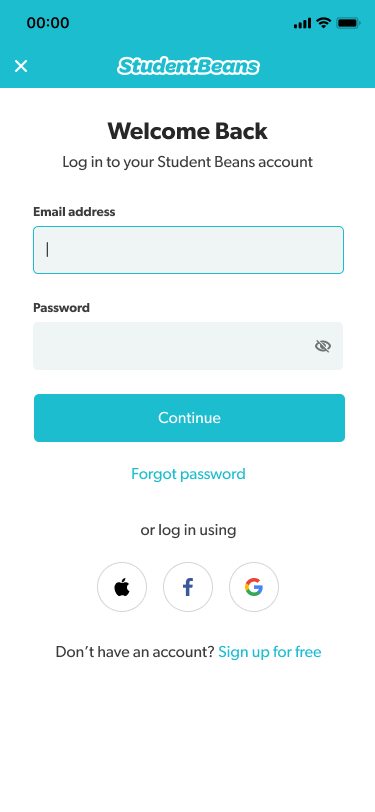 00:00
StudentBeans
Welcome Back
Log in to your Student Beans account
Email address
Password
Continue
Forgot password
or log in using
Don’t have an account? Sign up for free